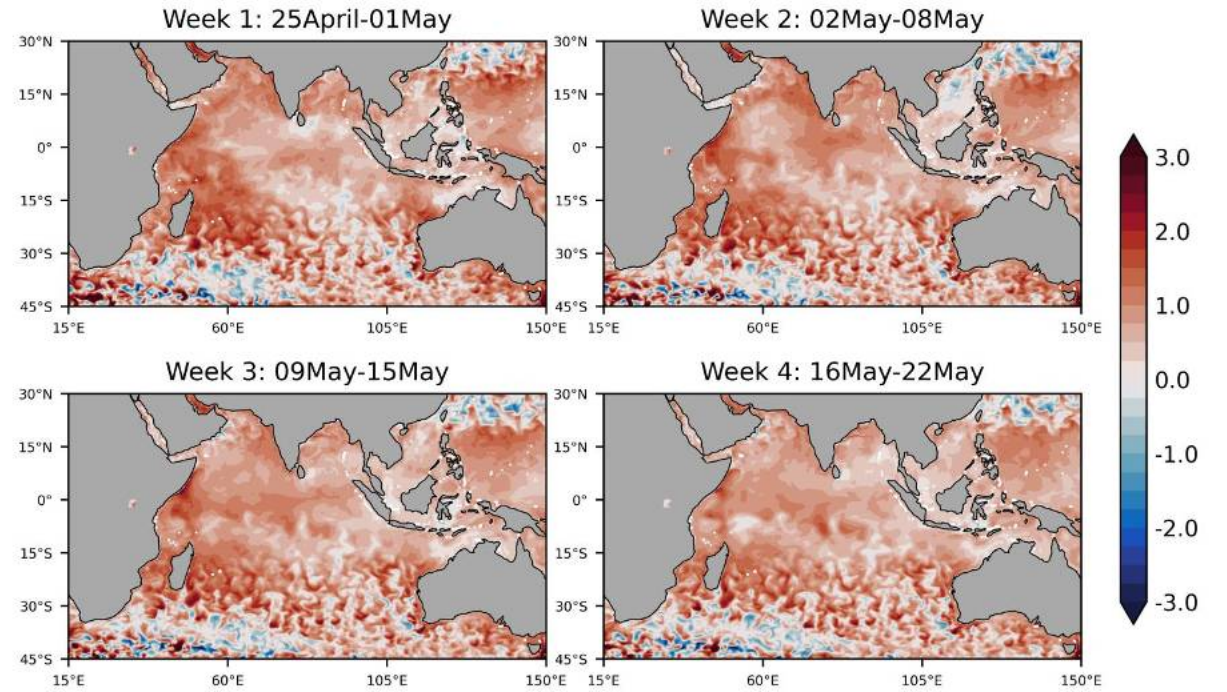 Week 1: 25April-01May
Week 2: 02May-08May
30°N
15°N
0°
15°S
30°S
45°S
15°E
60°E
105°E
150°E
30°N
15°N
0°
15°S
30°S
45°S
15°E
60°E
105°E
150°E
Week 3: 09May-15May
Week 4: 16May-22May
30°N
15°N
0°
15°S
30°S
45°S
15°E
60°E
105°E
150°E
30°N
15°N
0°
15°S
30°S
45°S
15°E
60°E
105°E
150°E
3.0
2.0
1.0
0.0
-1.0
-2.0
-3.0